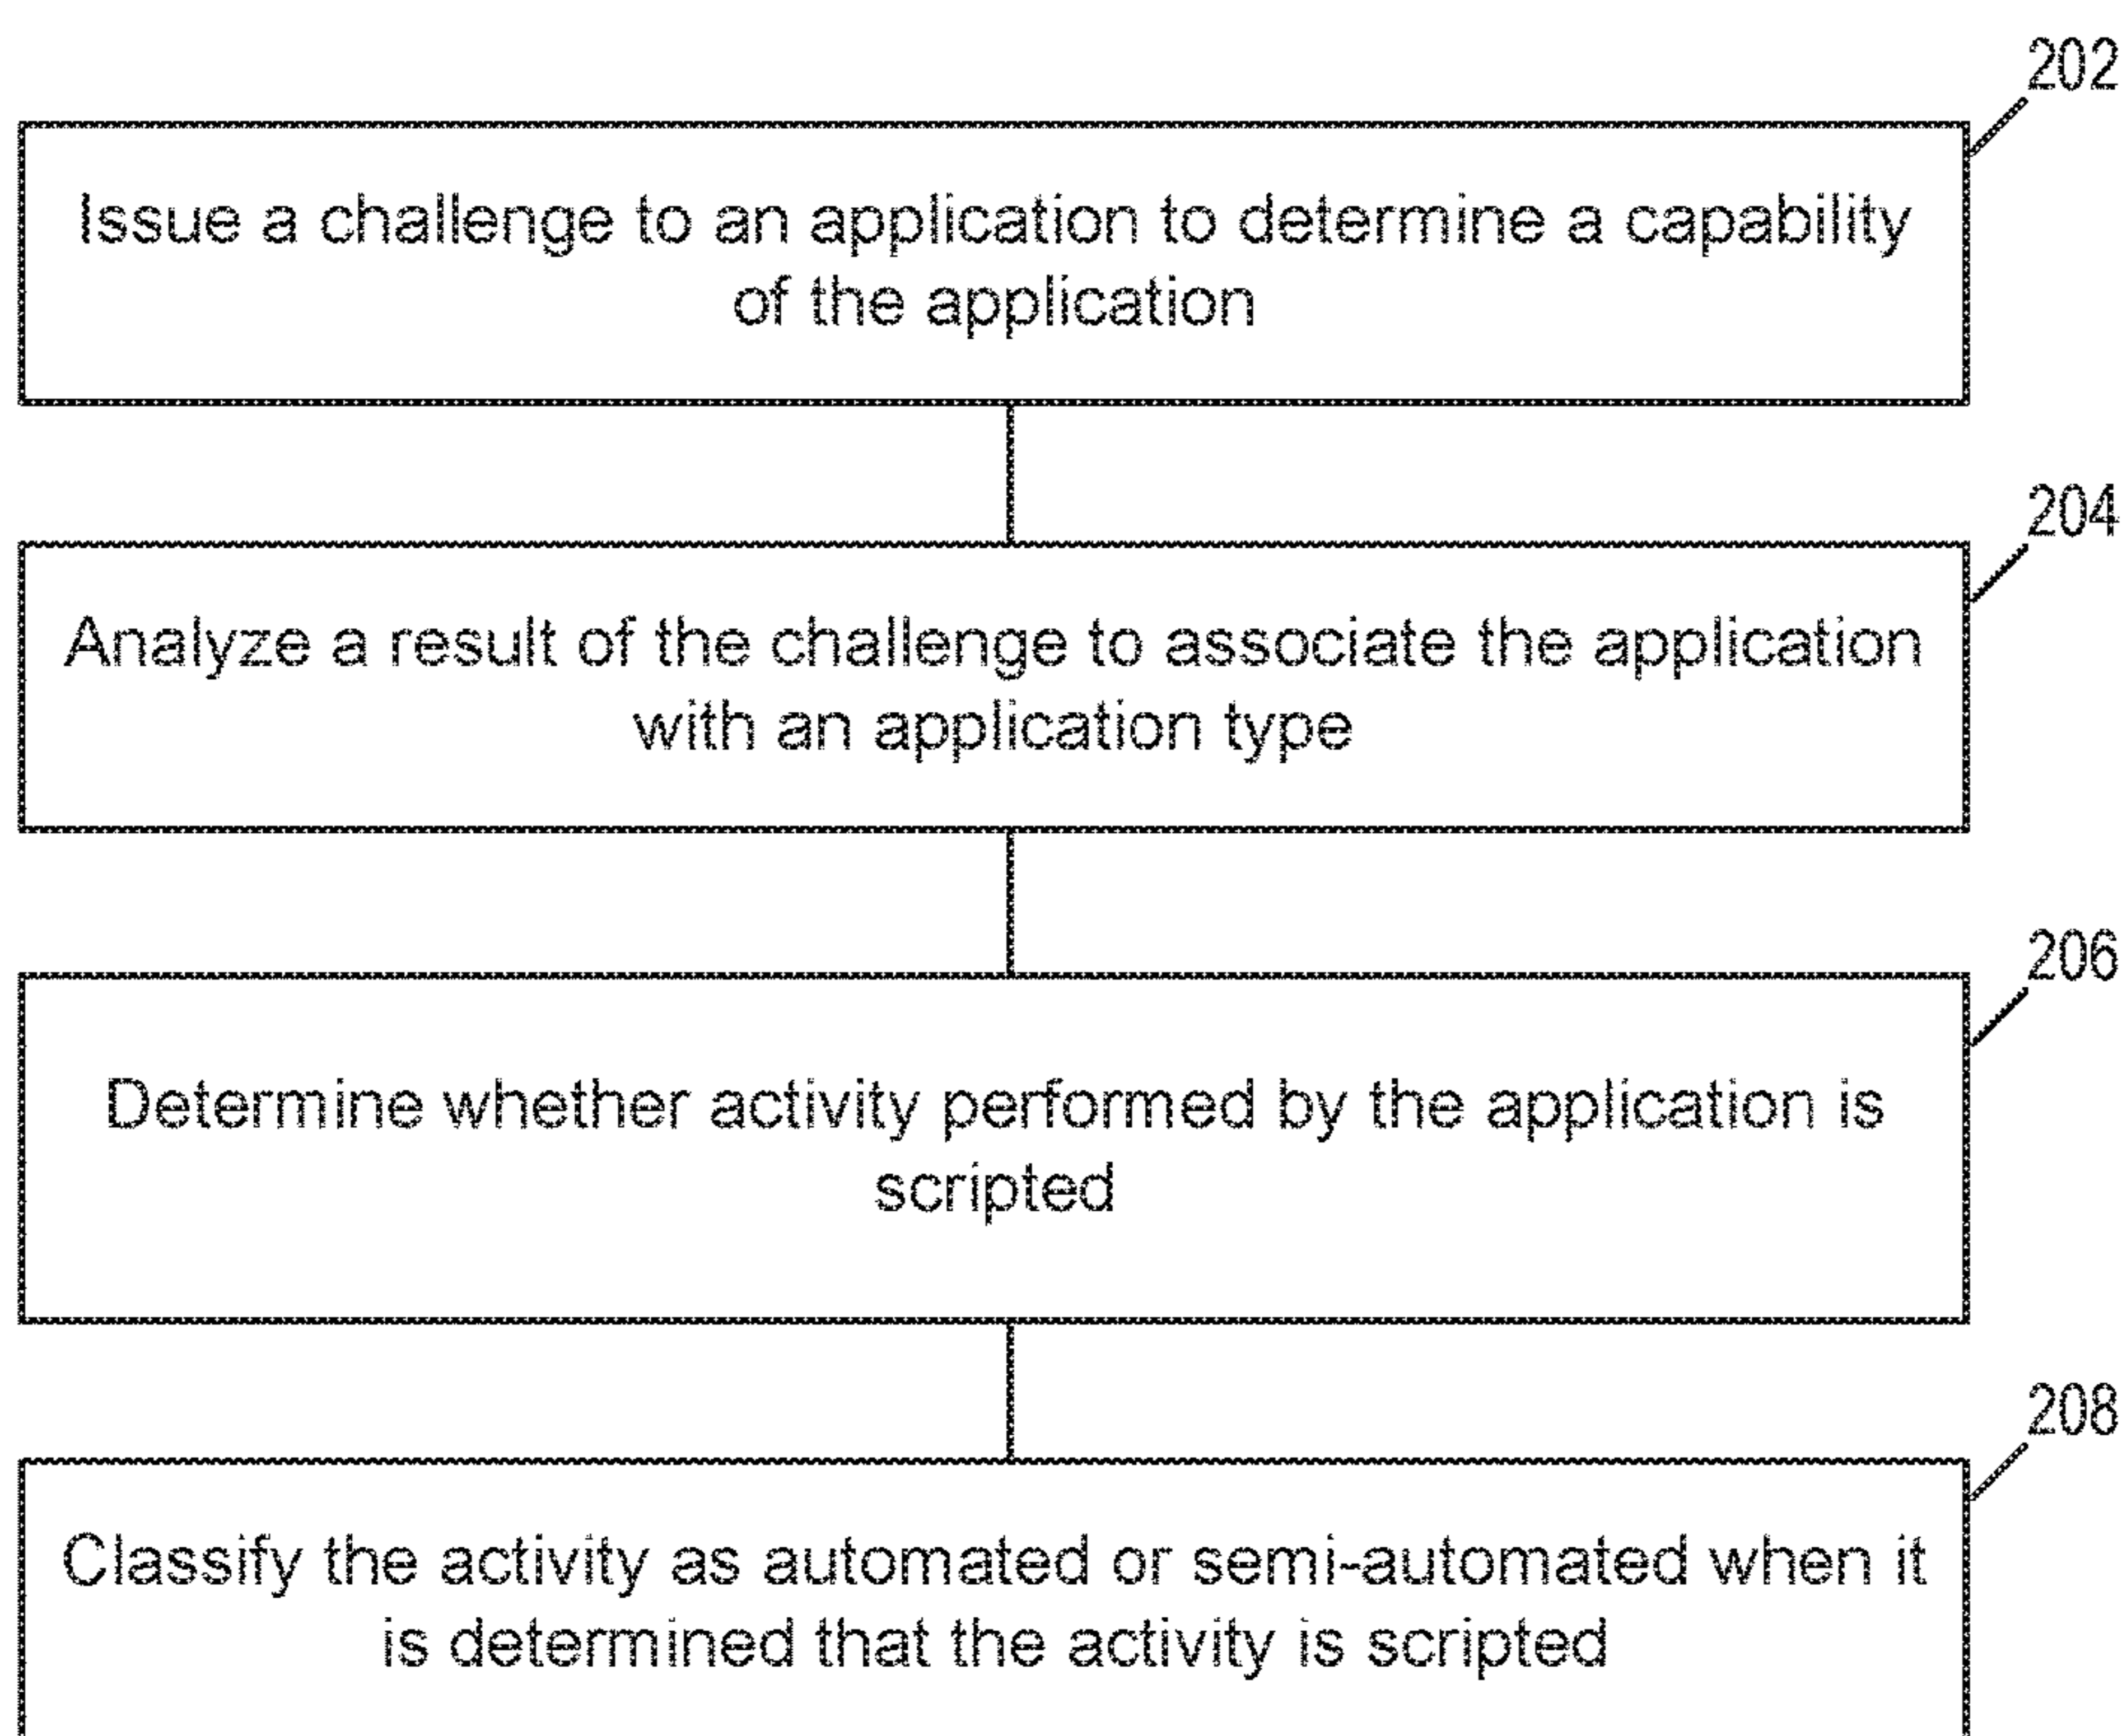 202
Issue a challenge to an application to determine a capability
of the application
204
Analyze a result of the challenge to associate the application
with an application type
206
Determine whether activity performed by the application is
scripted
208
Classify the activity as automated or semi-automated when it
is determined that the activity is scripted